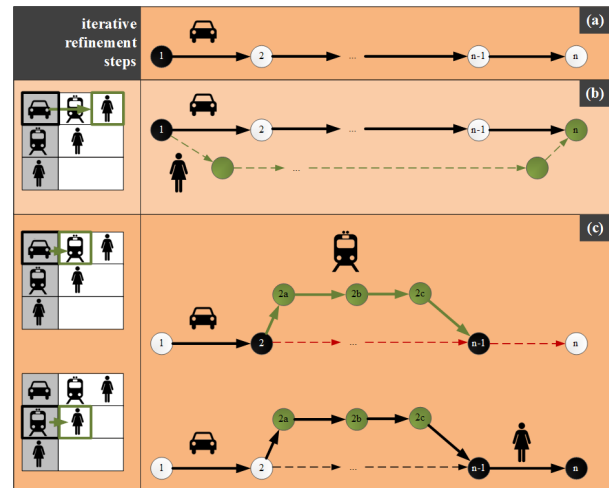 iterative
refinement
steps
(a)
1 2 ... n-1 n
(b)
1 2 ... n-1 n
...
(c)
2a 2b 2c
1 2 ... n-1 n
2a 2b 2c
1 2 ... n-1 n